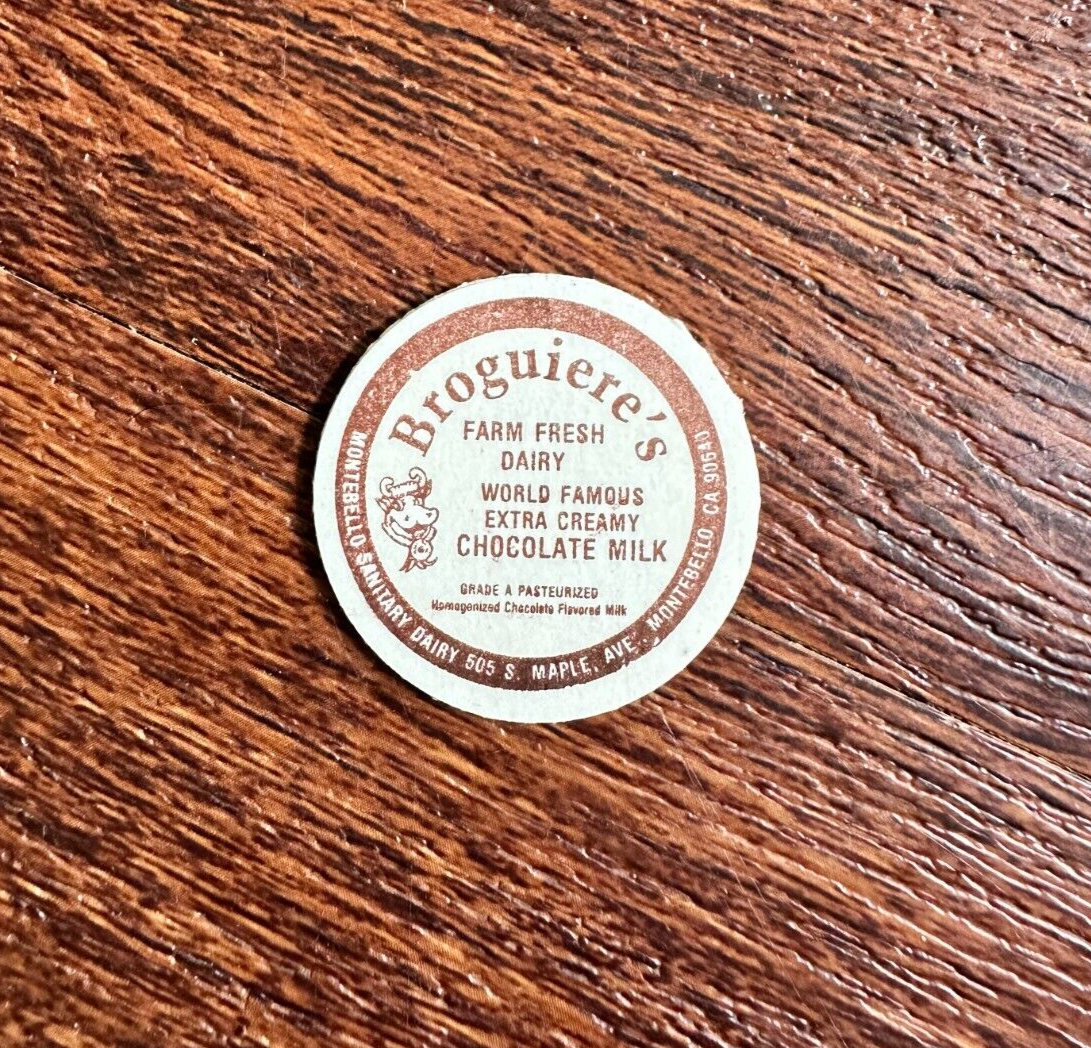 Broguiere's
FARM FRESH
DAIRY
WORLD FAMOUS
EXTRA CREAMY
CHOCOLATE MILK
GRADE A PASTEURIZED
Homogenized Chocolate Flavored Milk
MONTEBELLO SANITARY DAIRY 505 S. MAPLE, AVE. MONTEBELLO, CA 90640